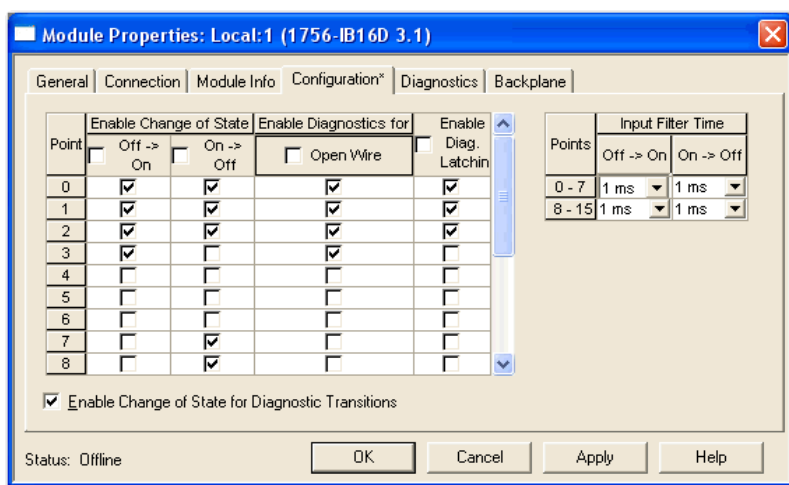 Module Properties: Local:1 (1756-IB16D 3.1)
General Connection Module Info Configuration* Diagnostics Backplane
Enable Change of State Enable Diagnostics for Enable Diag. Latchin
Point Off -> On On -> Off Open Wire
0
1
2
3
4
5
6
7
8
Input Filter Time
Points Off -> On On -> Off
0 - 7 1 ms 1 ms
8 - 15 1 ms 1 ms
Enable Change of State for Diagnostic Transitions
Status: Offline OK Cancel Apply Help